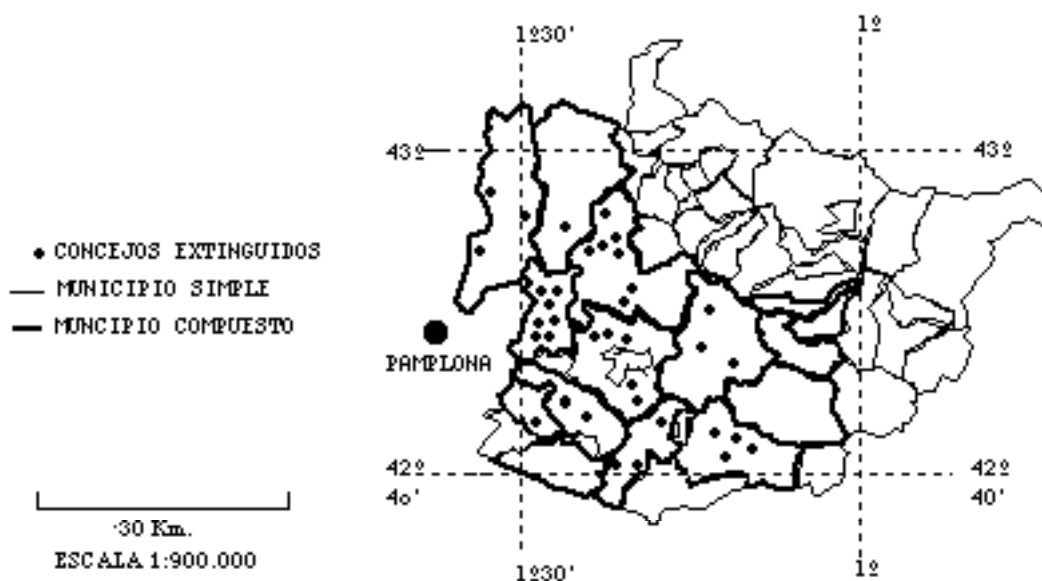 1º30'
1º
43º
43º
CONCEJOS EXTINGUIDOS
MUNICIPIO SIMPLE
MUNCIPIO COMPUESTO
PAMPLONA
42º
40'
42º
40'
30 Km.
ESCALA 1:900.000
1º30'
1º